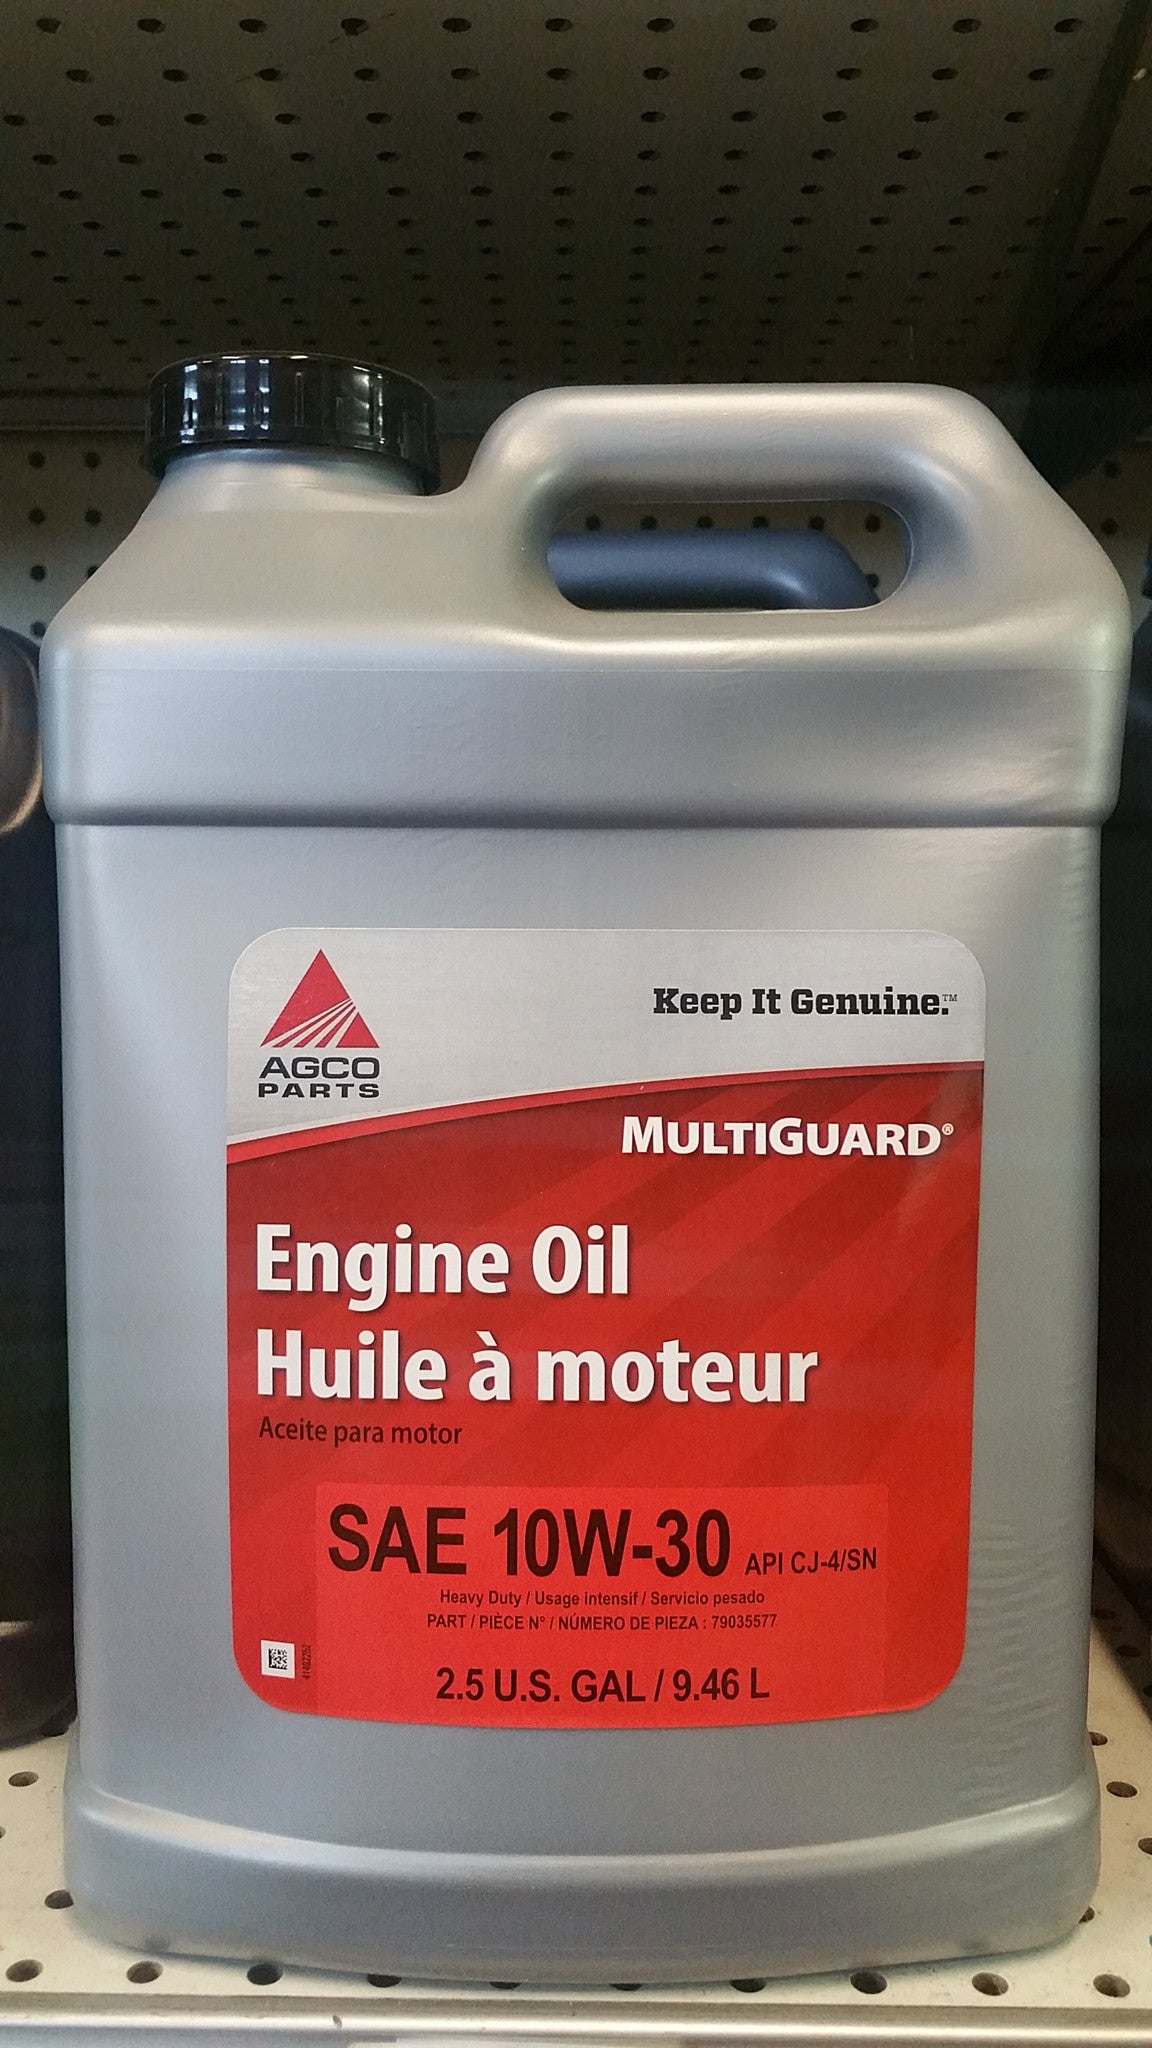 AGCO
PARTS
Keep It Genuine.™
MULTIGUARD®
Engine Oil
Huile à moteur
Aceite para motor
SAE 10W-30 API CJ-4/SN
Heavy Duty / Usage intensif / Servicio pesado
PART / PIÈCE N° / NÚMERO DE PIEZA : 79035577
41402252
2.5 U.S. GAL / 9.46 L